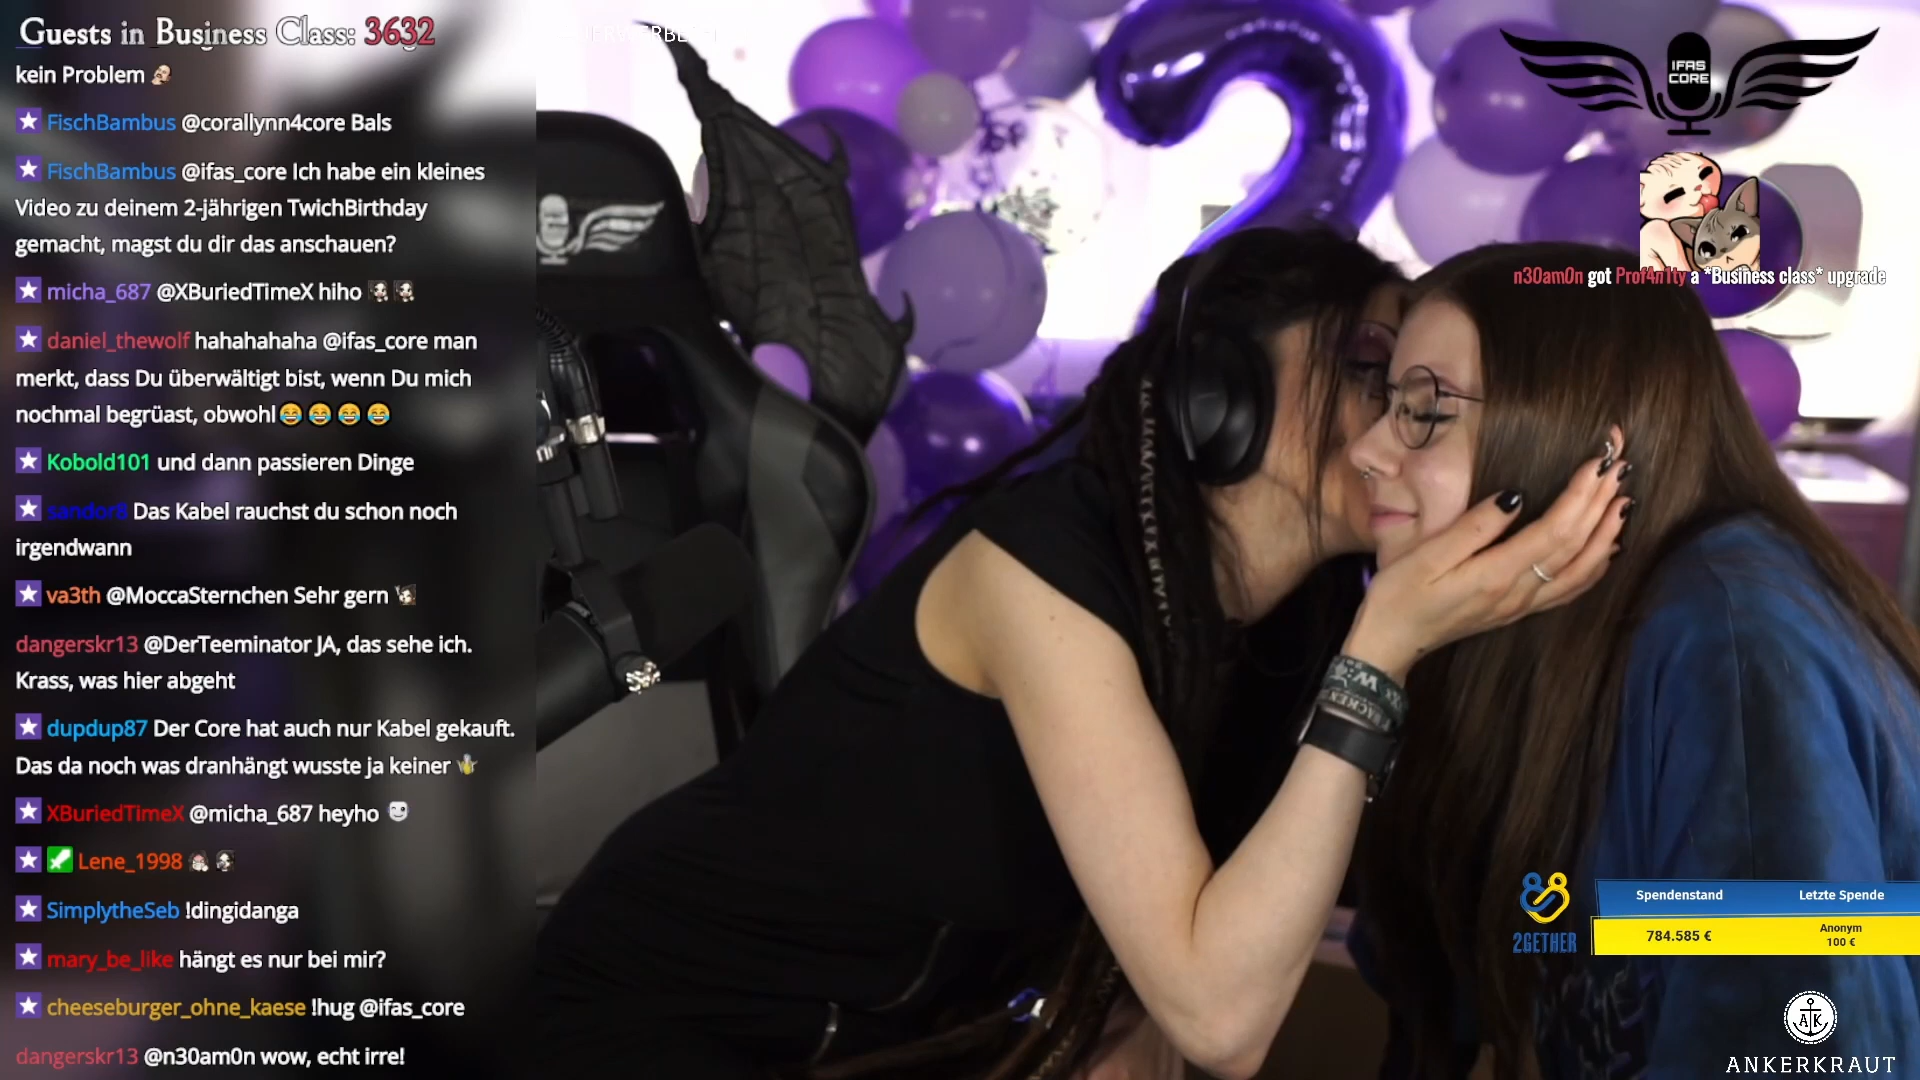 Guests in Business Class: 3632
kein Problem
FischBambus @corallynn4core Bals
FischBambus @ifas_core Ich habe ein kleines
Video zu deinem 2-jährigen TwichBirthday
gemacht, magst du dir das anschauen?
micha_687 @XBuriedTimeX hiho
daniel_thewolf hahahahaha @ifas_core man
merkt, dass Du überwältigt bist, wenn Du mich
nochmal begrüast, obwohl😂😂😂😂
Kobold101 und dann passieren Dinge
sandor8 Das Kabel rauchst du schon noch
irgendwann
va3th @MoccaSternchen Sehr gern
dangerskr13 @DerTeeminator JA, das sehe ich.
Krass, was hier abgeht
dupdup87 Der Core hat auch nur Kabel gekauft.
Das da noch was dranhängt wusste ja keiner
XBuriedTimeX @micha_687 heyho
Lene_1998
SimplytheSeb !dingidanga
mary_be_like hängt es nur bei mir?
cheeseburger_ohne_kaese !hug @ifas_core
dangerskr13 @n30am0n wow, echt irre!
2
IFAS
CORE
n30am0n got Prof4n1ty a *Business class* upgrade
2GETHER
Spendenstand
784.585 €
Letzte Spende
Anonym
100 €
AK
ANKERKRAUT